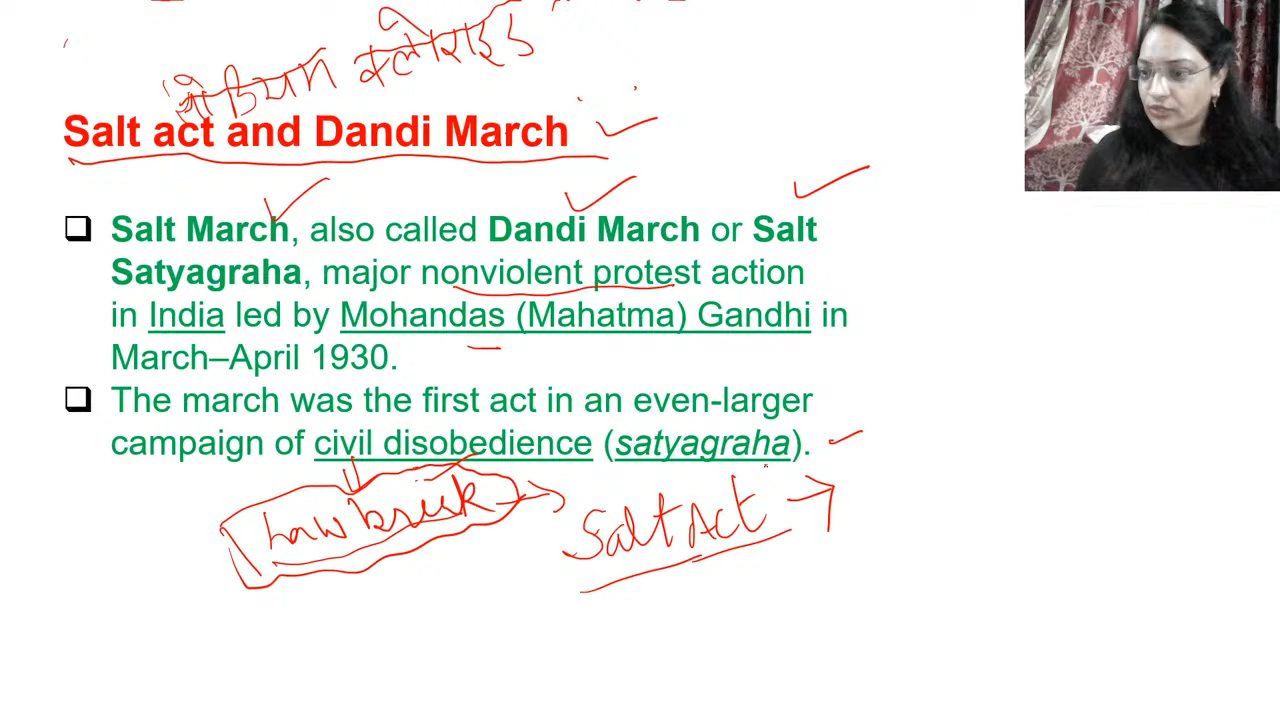 सोडियम क्लोराइड
Salt act and Dandi March
Salt March, also called Dandi March or Salt
Satyagraha, major nonviolent protest action
in India led by Mohandas (Mahatma) Gandhi in
March–April 1930.
The march was the first act in an even-larger
campaign of civil disobedience (satyagraha).
Law
Salt Act